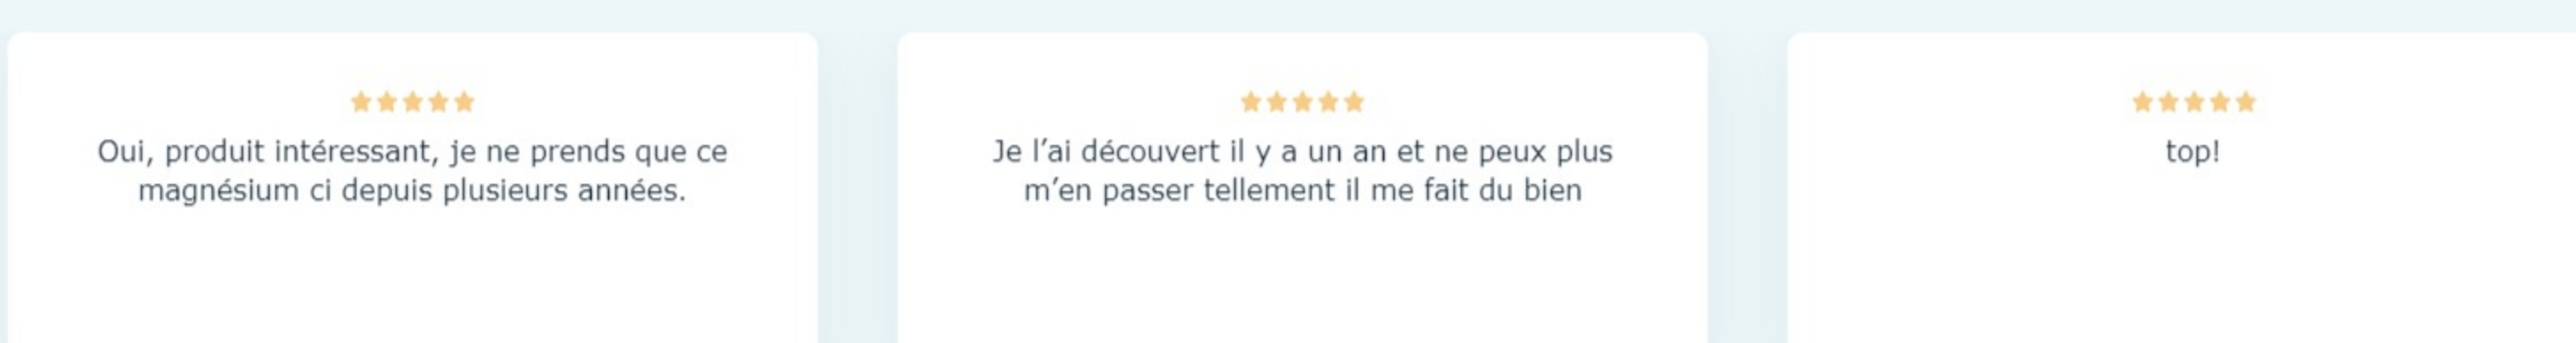 Oui, produit intéressant, je ne prends que ce
magnésium ci depuis plusieurs années.
Je l’ai découvert il y a un an et ne peux plus
m’en passer tellement il me fait du bien
top!